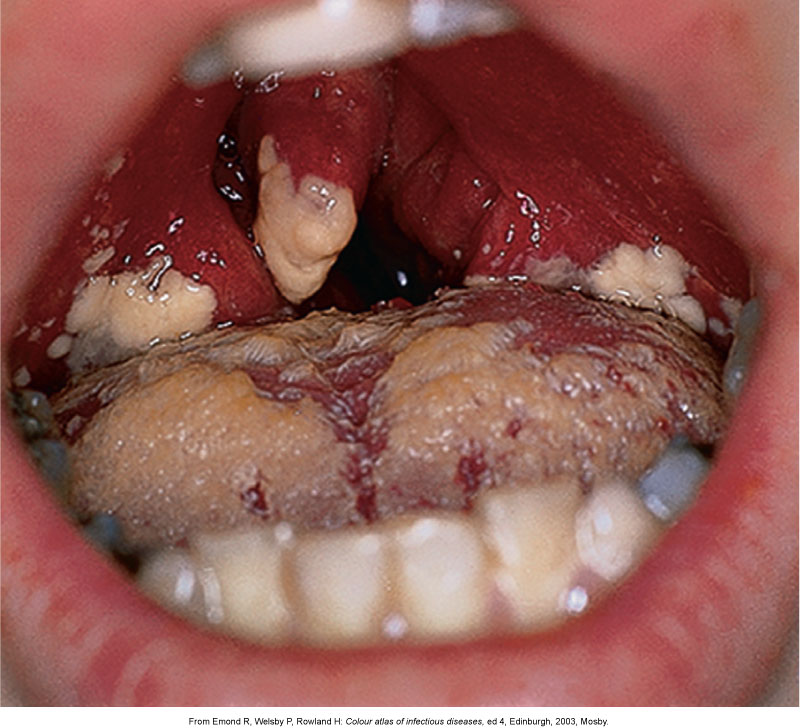 From Emond R, Welsby P, Rowland H: Colour atlas of infectious diseases, ed 4, Edinburgh, 2003, Mosby.